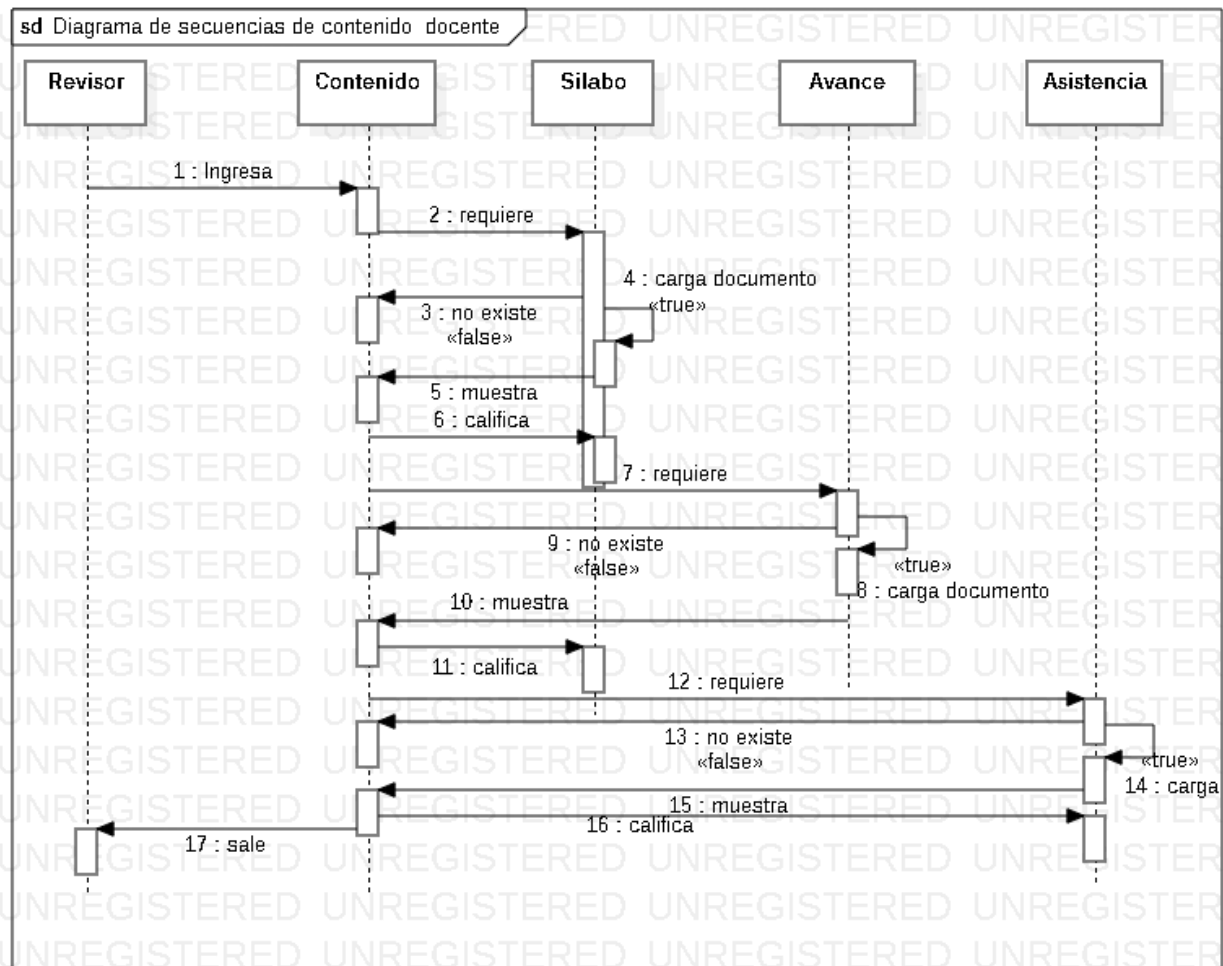 sd Diagrama de secuencias de contenido docente
Revisor
Contenido
Silabo
Avance
Asistencia
1 : Ingresa
2 : requiere
4 : carga documento
«true»
3 : no existe
«false»
5 : muestra
6 : califica
7 : requiere
9 : no existe
«false»
«true»
8 : carga documento
10 : muestra
11 : califica
12 : requiere
13 : no existe
«false»
«true»
14 : carga
15 : muestra
16 : califica
17 : sale
UNREGISTERED